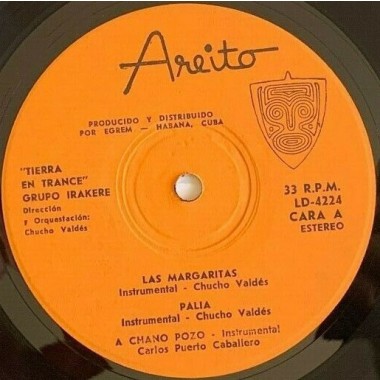 Areito
PRODUCIDO Y DISTRIBUIDO
POR EGREM — HABANA, CUBA
"TIERRA
EN TRANCE"
GRUPO IRAKERE
Dirección
y Orquestación:
Chucho Valdés
33 R.P.M.
LD-4224
CARA A
ESTEREO
LAS MARGARITAS
Instrumental - Chucho Valdés
PALIA
Instrumental - Chucho Valdés
A CHANO POZO - Instrumental
Carlos Puerto Caballero